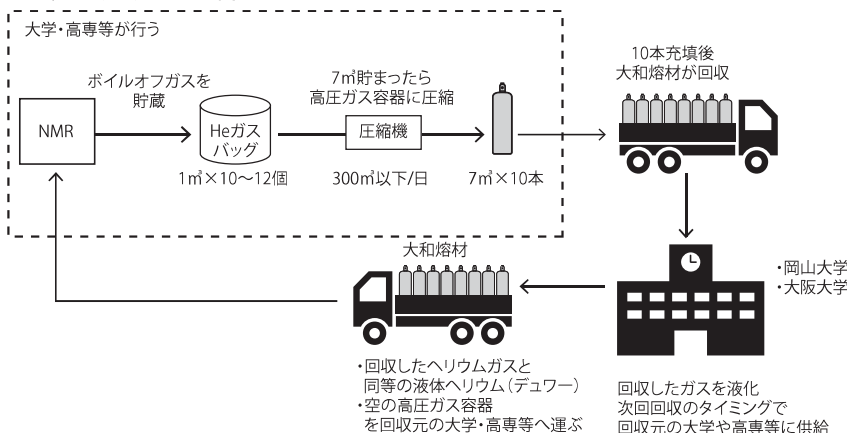 大学・高専等が行う
ボイルオフガスを
貯蔵
NMR
Heガス
バッグ
1㎥×10〜12個
7㎥貯まったら
高圧ガス容器に圧縮
圧縮機
300㎥以下/日
7㎥×10本
10本充填後
大和熔材が回収
・岡山大学
・大阪大学
回収したガスを液化
次回回収のタイミングで
回収元の大学や高専等に供給
大和熔材
・回収したヘリウムガスと
同等の液体ヘリウム（デュワー）
・空の高圧ガス容器
を回収元の大学・高専等へ運ぶ